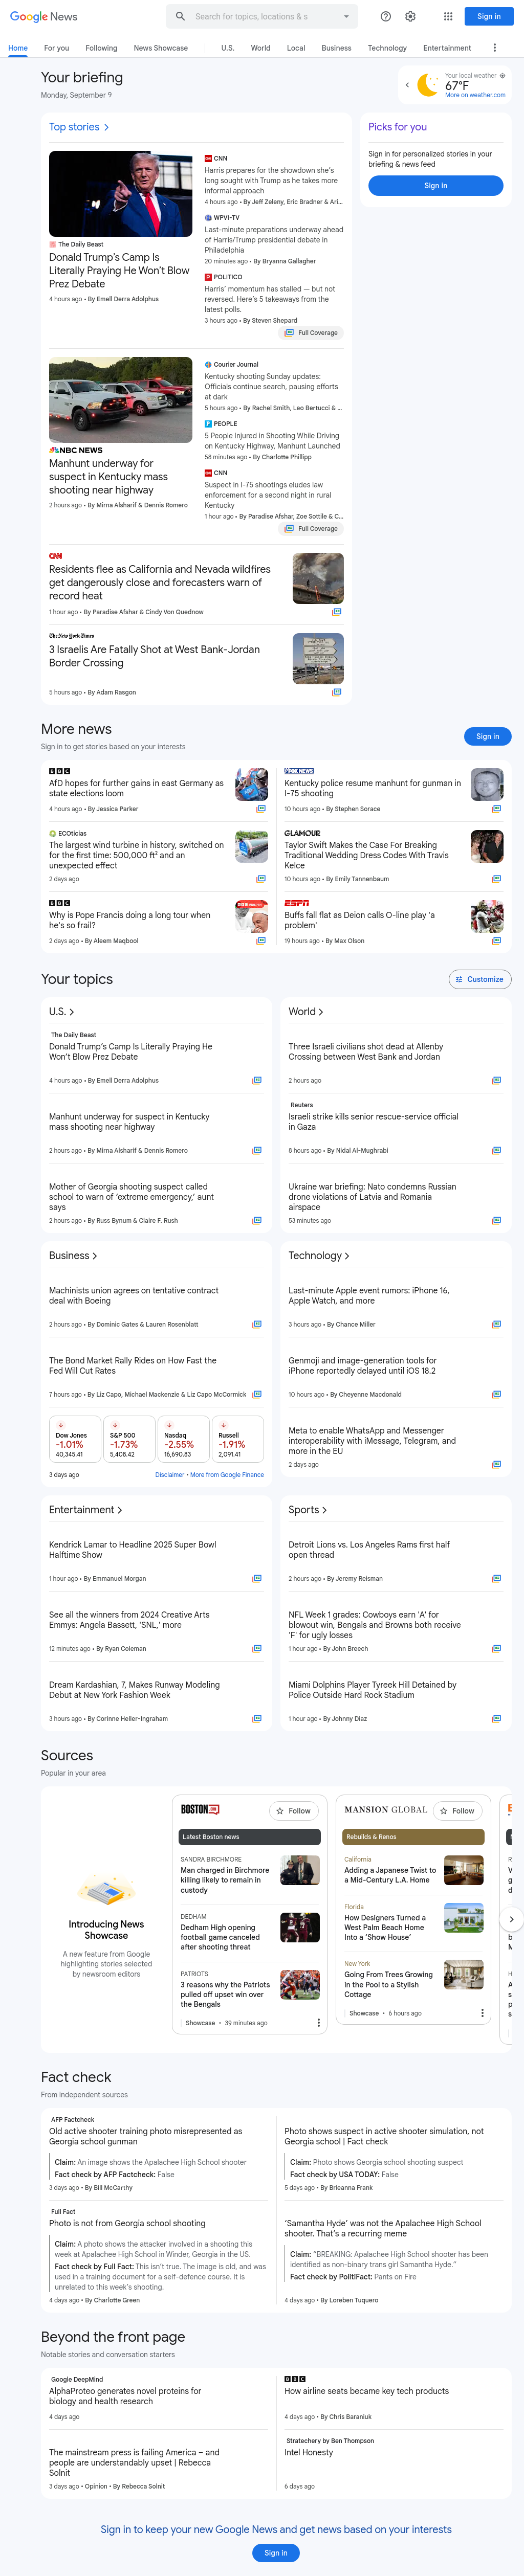 Google News
Search for topics, locations & s
Sign in
Home
For you
Following
News Showcase
U.S.
World
Local
Business
Technology
Entertainment
Your briefing
Monday, September 9
Your local weather
67°F
More on weather.com
Top stories
The Daily Beast
Donald Trump’s Camp Is
Literally Praying He Won’t Blow
Prez Debate
4 hours ago • By Emell Derra Adolphus
CNN
Harris prepares for the showdown she’s
long sought with Trump as he takes more
informal approach
4 hours ago • By Jeff Zeleny, Eric Bradner & Ari...
WPVI-TV
Last-minute preparations underway ahead
of Harris/Trump presidential debate in
Philadelphia
20 minutes ago • By Bryanna Gallagher
POLITICO
Harris’ momentum has stalled — but not
reversed. Here’s 5 takeaways from the
latest polls.
3 hours ago • By Steven Shepard
Full Coverage
Picks for you
Sign in for personalized stories in your
briefing & news feed
Sign in
NBC NEWS
Manhunt underway for
suspect in Kentucky mass
shooting near highway
2 hours ago • By Mirna Alsharif & Dennis Romero
Courier Journal
Kentucky shooting Sunday updates:
Officials continue search, pausing efforts
at dark
5 hours ago • By Rachel Smith, Leo Bertucci & ...
PEOPLE
5 People Injured in Shooting While Driving
on Kentucky Highway, Manhunt Launched
58 minutes ago • By Charlotte Phillipp
CNN
Suspect in I-75 shootings eludes law
enforcement for a second night in rural
Kentucky
1 hour ago • By Paradise Afshar, Zoe Sottile & C...
Full Coverage
CNN
Residents flee as California and Nevada wildfires
get dangerously close and forecasters warn of
record heat
1 hour ago • By Paradise Afshar & Cindy Von Quednow
The New York Times
3 Israelis Are Fatally Shot at West Bank-Jordan
Border Crossing
5 hours ago • By Adam Rasgon
More news
Sign in to get stories based on your interests
Sign in
BBC
AfD hopes for further gains in east Germany as
state elections loom
4 hours ago • By Jessica Parker
ECOticias
The largest wind turbine in history, switched on
for the first time: 500,000 ft² and an
unexpected effect
2 days ago
BBC
Why is Pope Francis doing a long tour when
he's so frail?
2 days ago • By Aleem Maqbool
FOX NEWS
Kentucky police resume manhunt for gunman in
I-75 shooting
10 hours ago • By Stephen Sorace
GLAMOUR
Taylor Swift Makes the Case For Breaking
Traditional Wedding Dress Codes With Travis
Kelce
10 hours ago • By Emily Tannenbaum
ESPN
Buffs fall flat as Deion calls O-line play 'a
problem'
19 hours ago • By Max Olson
Your topics
Customize
U.S.
The Daily Beast
Donald Trump’s Camp Is Literally Praying He
Won’t Blow Prez Debate
4 hours ago • By Emell Derra Adolphus
Manhunt underway for suspect in Kentucky
mass shooting near highway
2 hours ago • By Mirna Alsharif & Dennis Romero
Mother of Georgia shooting suspect called
school to warn of ‘extreme emergency,’ aunt
says
2 hours ago • By Russ Bynum & Claire F. Rush
World
Three Israeli civilians shot dead at Allenby
Crossing between West Bank and Jordan
2 hours ago
Reuters
Israeli strike kills senior rescue-service official
in Gaza
8 hours ago • By Nidal Al-Mughrabi
Ukraine war briefing: Nato condemns Russian
drone violations of Latvia and Romania
airspace
53 minutes ago
Business
Machinists union agrees on tentative contract
deal with Boeing
2 hours ago • By Dominic Gates & Lauren Rosenblatt
The Bond Market Rally Rides on How Fast the
Fed Will Cut Rates
7 hours ago • By Liz Capo, Michael Mackenzie & Liz Capo McCormick
Dow Jones
-1.01%
40,345.41
S&P 500
-1.73%
5,408.42
Nasdaq
-2.55%
16,690.83
Russell
-1.91%
2,091.41
3 days ago
Disclaimer • More from Google Finance
Technology
Last-minute Apple event rumors: iPhone 16,
Apple Watch, and more
3 hours ago • By Chance Miller
Genmoji and image-generation tools for
iPhone reportedly delayed until iOS 18.2
10 hours ago • By Cheyenne Macdonald
Meta to enable WhatsApp and Messenger
interoperability with iMessage, Telegram, and
more in the EU
2 days ago
Entertainment
Kendrick Lamar to Headline 2025 Super Bowl
Halftime Show
1 hour ago • By Emmanuel Morgan
See all the winners from 2024 Creative Arts
Emmys: Angela Bassett, 'SNL,' more
12 minutes ago • By Ryan Coleman
Dream Kardashian, 7, Makes Runway Modeling
Debut at New York Fashion Week
3 hours ago • By Corinne Heller-Ingraham
Sports
Detroit Lions vs. Los Angeles Rams first half
open thread
2 hours ago • By Jeremy Reisman
NFL Week 1 grades: Cowboys earn 'A' for
blowout win, Bengals and Browns both receive
'F' for ugly losses
1 hour ago • By John Breech
Miami Dolphins Player Tyreek Hill Detained by
Police Outside Hard Rock Stadium
1 hour ago • By Johnny Diaz
Sources
Popular in your area
Introducing News
Showcase
A new feature from Google
highlighting stories selected
by newsroom editors
BOSTON.COM
Follow
Latest Boston news
SANDRA BIRCHMORE
Man charged in Birchmore
killing likely to remain in
custody
DEDHAM
Dedham High opening
football game canceled
after shooting threat
PATRIOTS
3 reasons why the Patriots
pulled off upset win over
the Bengals
Showcase • 39 minutes ago
MANSION GLOBAL
Follow
Rebuilds & Renos
California
Adding a Japanese Twist to
a Mid-Century L.A. Home
Florida
How Designers Turned a
West Palm Beach Home
Into a ‘Show House’
New York
Going From Trees Growing
in the Pool to a Stylish
Cottage
Showcase • 6 hours ago
Fact check
From independent sources
AFP Factcheck
Old active shooter training photo misrepresented as
Georgia school gunman
Claim: An image shows the Apalachee High School shooter
Fact check by AFP Factcheck: False
3 days ago • By Bill McCarthy
Full Fact
Photo is not from Georgia school shooting
Claim: A photo shows the attacker involved in a shooting this
week at Apalachee High School in Winder, Georgia in the US.
Fact check by Full Fact: This isn’t true. The image is old, and was
used in a training document for a self-defence course. It is
unrelated to this week’s shooting.
4 days ago • By Charlotte Green
Photo shows suspect in active shooter simulation, not
Georgia school | Fact check
Claim: Photo shows Georgia school shooting suspect
Fact check by USA TODAY: False
5 days ago • By Brieanna Frank
‘Samantha Hyde’ was not the Apalachee High School
shooter. That’s a recurring meme
Claim: “BREAKING: Apalachee High School shooter has been
identified as non-binary trans girl Samantha Hyde.”
Fact check by PolitiFact: Pants on Fire
4 days ago • By Loreben Tuquero
Beyond the front page
Notable stories and conversation starters
Google DeepMind
AlphaProteo generates novel proteins for
biology and health research
4 days ago
The mainstream press is failing America – and
people are understandably upset | Rebecca
Solnit
3 days ago • Opinion • By Rebecca Solnit
BBC
How airline seats became key tech products
4 days ago • By Chris Baraniuk
Stratechery by Ben Thompson
Intel Honesty
6 days ago
Sign in to keep your new Google News and get news based on your interests
Sign in